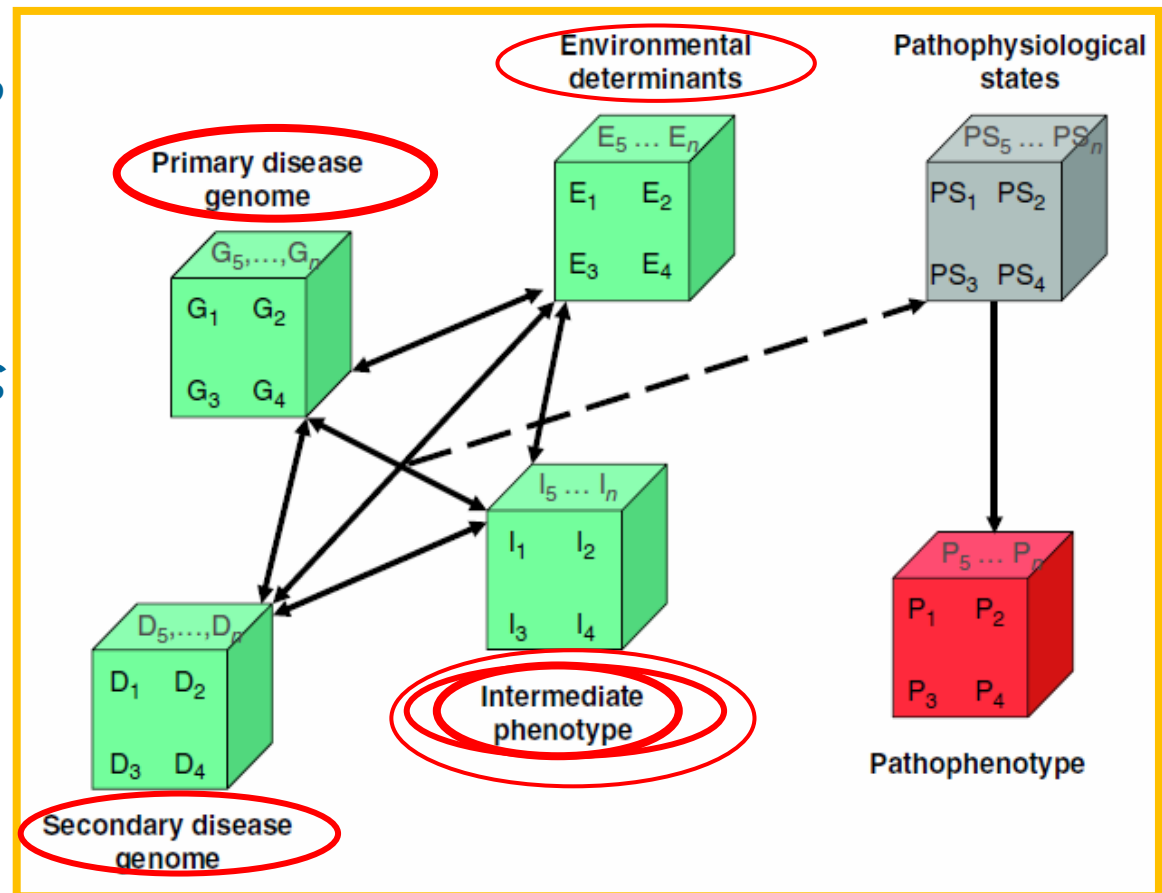 Environmental
determinants
Pathophysiological
states
Primary disease
genome
E5 ... En
E1 E2
E3 E4
PS5 ... PSn
PS1 PS2
PS3 PS4
G5,...,Gn
G1 G2
G3 G4
I5 ... In
I1 I2
I3 I4
P5 ... Pn
P1 P2
P3 P4
D5,...,Dn
D1 D2
D3 D4
Intermediate
phenotype
Pathophenotype
Secondary disease
genome